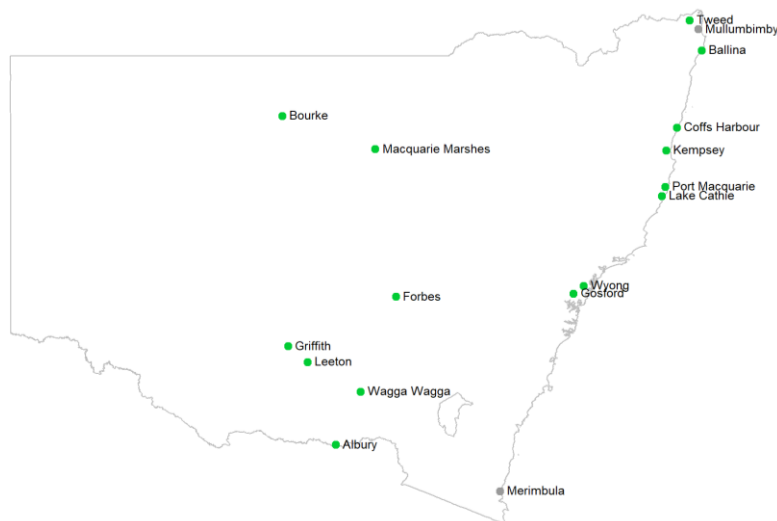 Tweed
Mullumbimby
Ballina
Bourke
Coffs Harbour
Macquarie Marshes
Kempsey
Port Macquarie
Lake Cathie
Wyong
Gosford
Forbes
Griffith
Leeton
Wagga Wagga
Albury
Merimbula